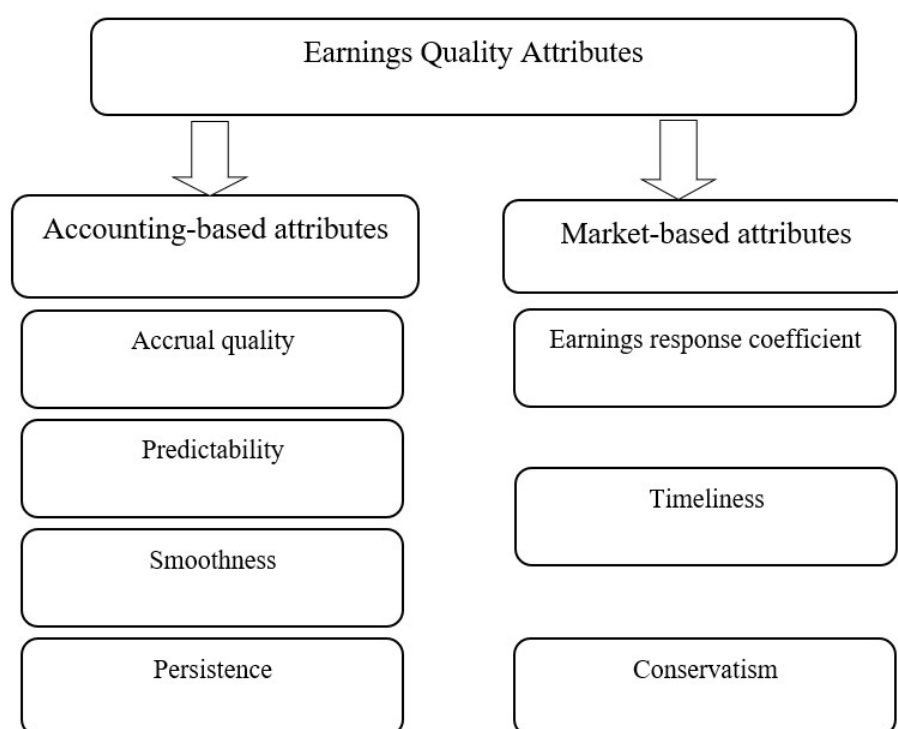 Earnings Quality Attributes
Accounting-based attributes
Market-based attributes
Accrual quality
Earnings response coefficient
Predictability
Timeliness
Smoothness
Persistence
Conservatism